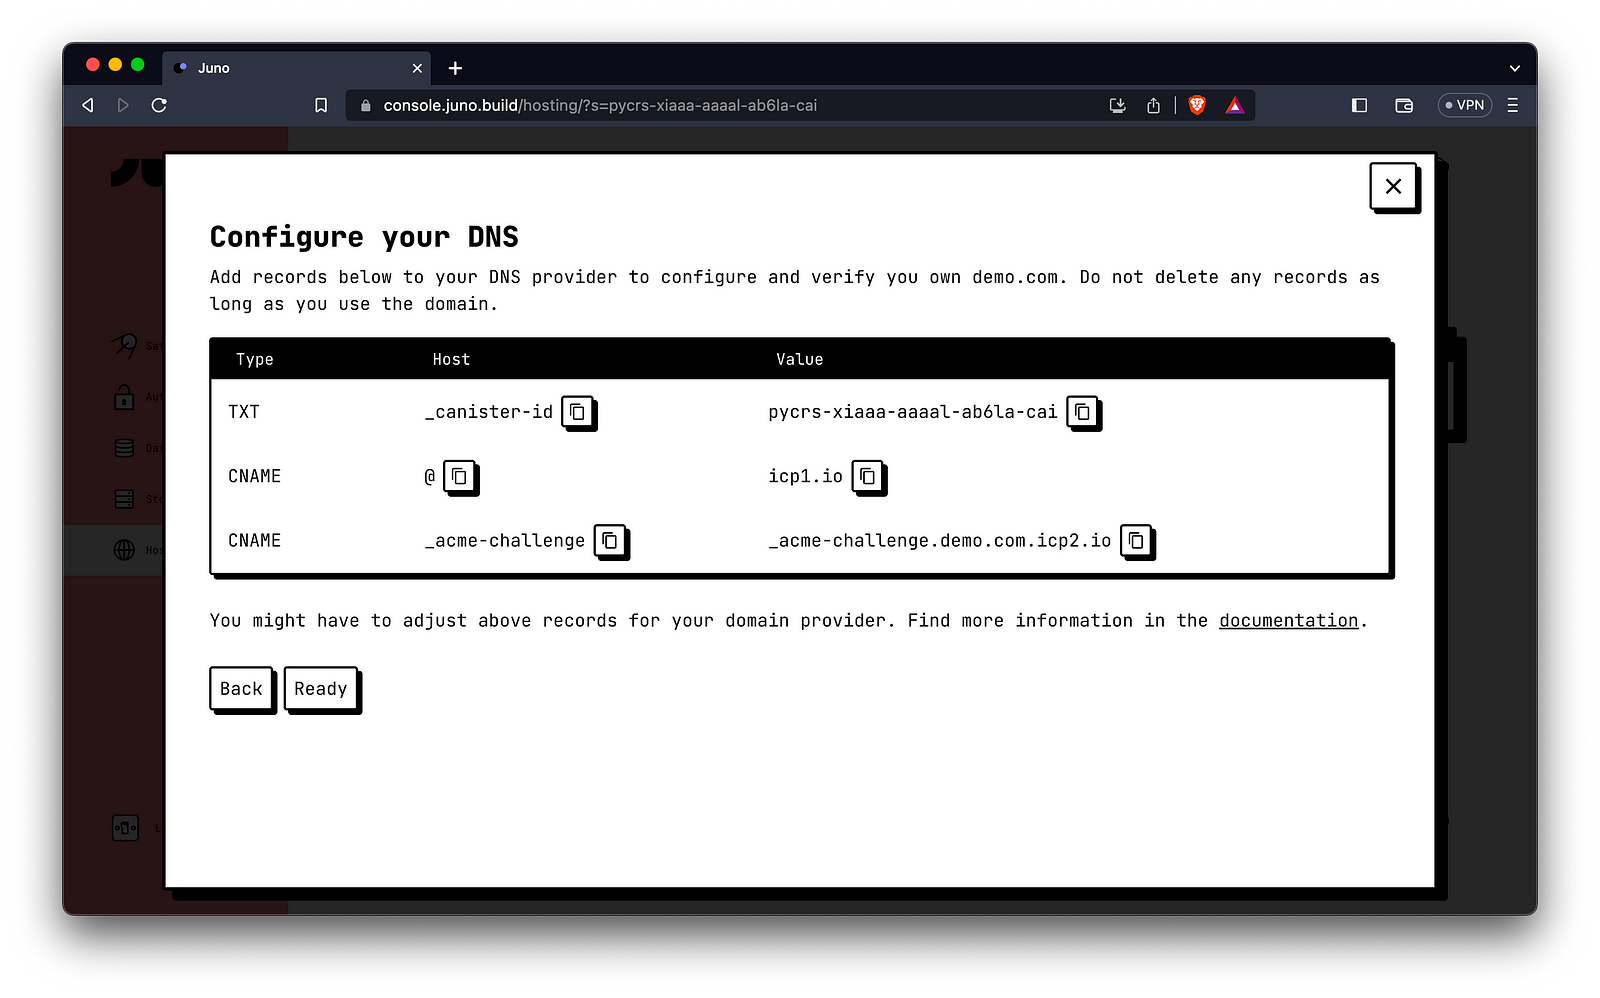 Juno
console.juno.build/hosting/?s=pycrs-xiaaa-aaaal-ab6la-cai
VPN
Configure your DNS
Add records below to your DNS provider to configure and verify you own demo.com. Do not delete any records as
long as you use the domain.
Type Host Value
TXT _canister-id pycrs-xiaaa-aaaal-ab6la-cai
CNAME @ icp1.io
CNAME _acme-challenge _acme-challenge.demo.com.icp2.io
You might have to adjust above records for your domain provider. Find more information in the documentation.
Back Ready